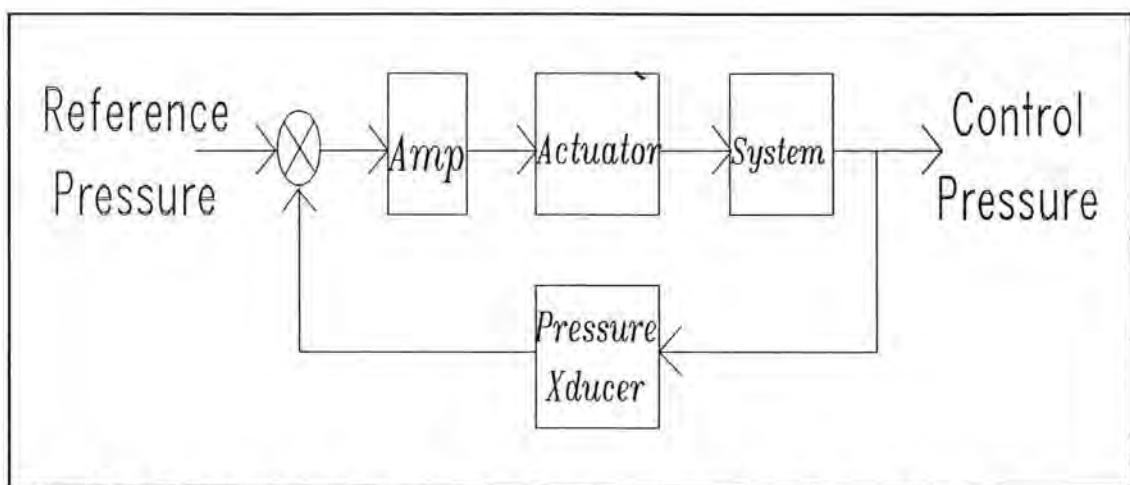 Reference
Pressure
Amp
Actuator
System
Control
Pressure
Pressure
Xducer